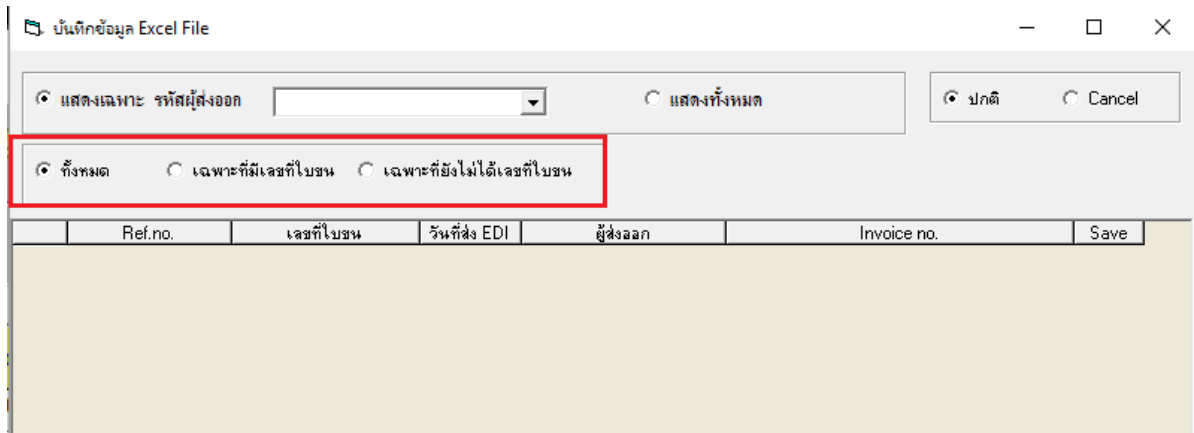 บันทึกข้อมูล Excel File
แสดงเฉพาะ รหัสผู้ส่งออก แสดงทั้งหมด ปกติ Cancel
ทั้งหมด เฉพาะที่มีเลขที่ใบขน เฉพาะที่ยังไม่ได้เลขที่ใบขน
Ref.no. เลขที่ใบขน วันที่ส่ง EDI ผู้ส่งออก Invoice no. Save